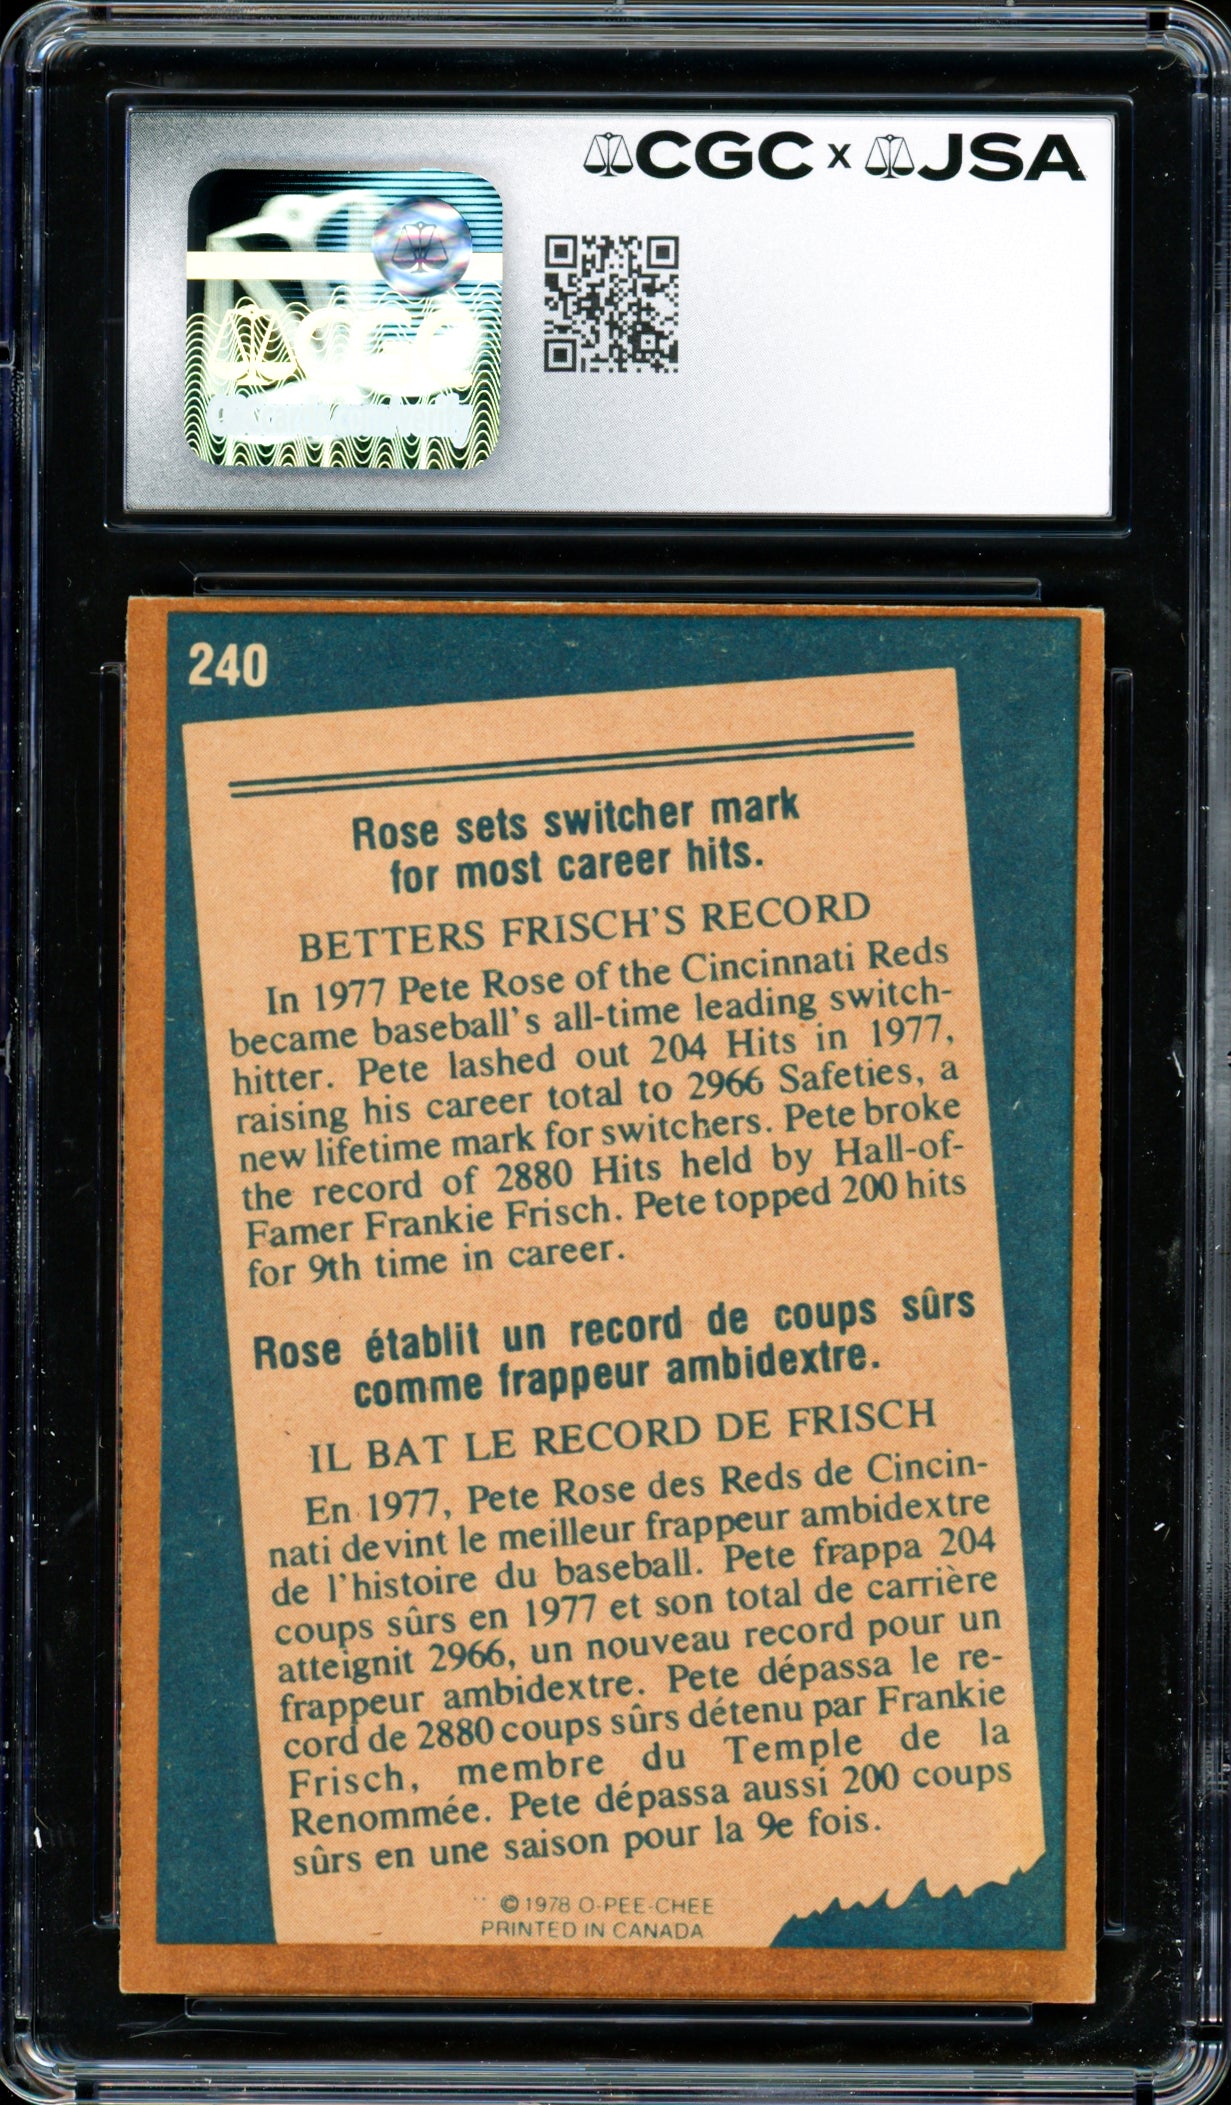 CGC x JSA
CGC
240
Rose sets switcher mark
for most career hits.
BETTERS FRISCH'S RECORD
In 1977 Pete Rose of the Cincinnati Reds
became baseball's all-time leading switch-
hitter. Pete lashed out 204 Hits in 1977,
raising his career total to 2966 Safeties, a
new lifetime mark for switchers. Pete broke
the record of 2880 Hits held by Hall-of-
Famer Frankie Frisch. Pete topped 200 hits
for 9th time in career.
Rose établit un record de coups sûrs
comme frappeur ambidextre.
IL BAT LE RECORD DE FRISCH
En 1977, Pete Rose des Reds de Cincin-
nati devint le meilleur frappeur ambidextre
de l'histoire du baseball. Pete frappa 204
coups sûrs en 1977 et son total de carrière
atteignit 2966, un nouveau record pour un
frappeur ambidextre. Pete dépassa le re-
cord de 2880 coups sûrs détenu par Frankie
Frisch, membre du Temple de la
Renommée. Pete dépassa aussi 200 coups
sûrs en une saison pour la 9e fois.
© 1978 O-PEE-CHEE
PRINTED IN CANADA